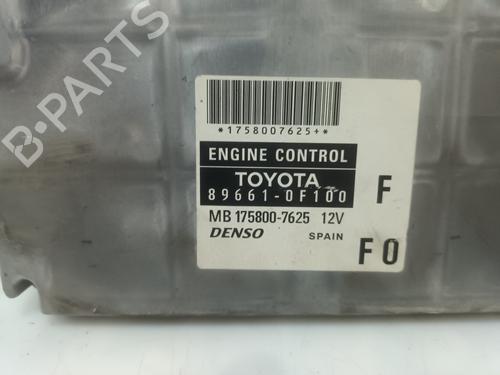 B-PARTS
*1758007625+*
ENGINE CONTROL
TOYOTA
89661-0F100
F
MB 175800-7625 12V
DENSO SPAIN
F0